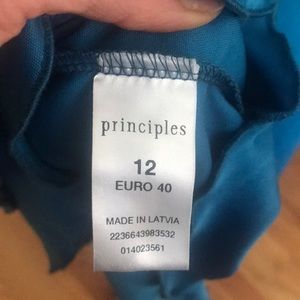 principles
12
EURO 40
MADE IN LATVIA
2236643983532
014023561